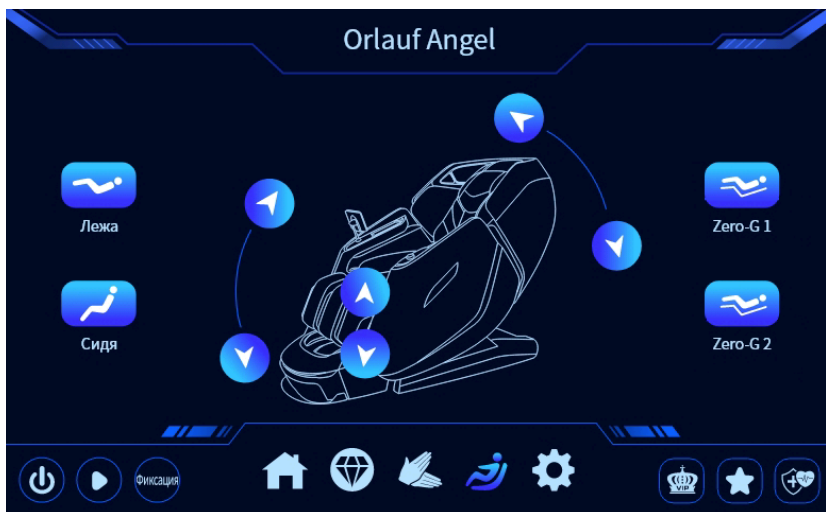 Orlauf Angel
Лежа
Zero-G 1
Сидя
Zero-G 2
Фиксация
VIP